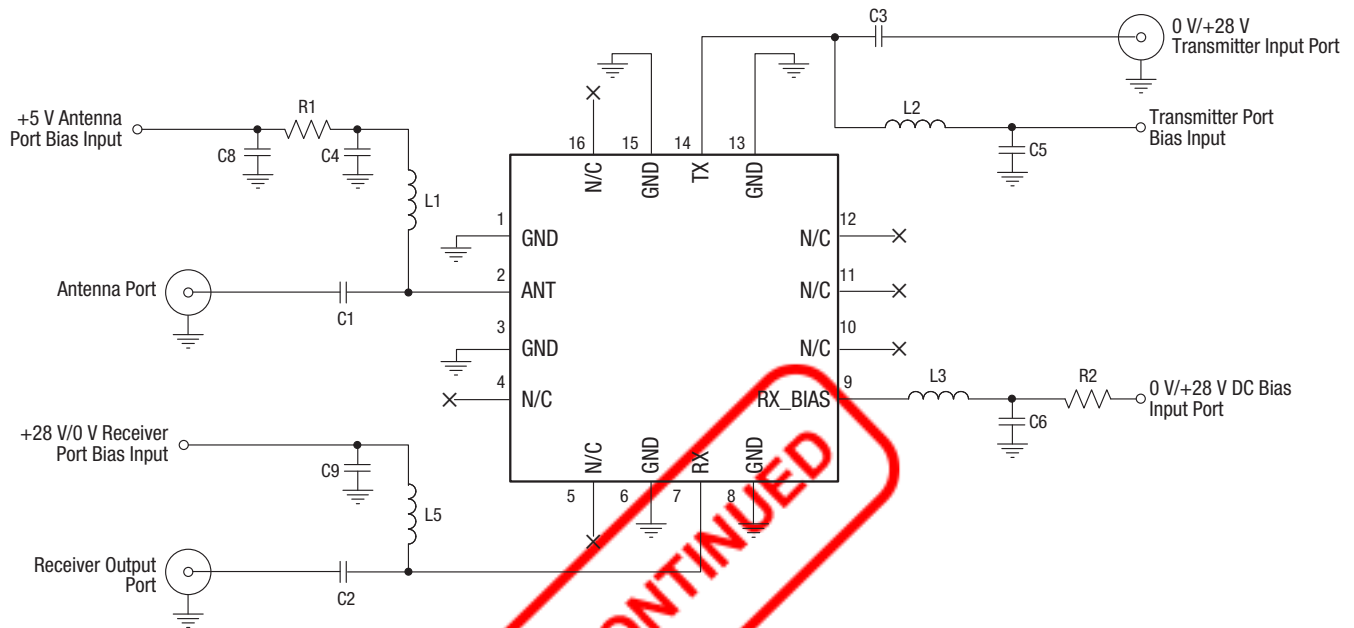 C3
0 V/+28 V
Transmitter Input Port
+5 V Antenna
Port Bias Input
R1
C8
C4
L1
L2
Transmitter Port
Bias Input
C5
16
15
14
13
N/C
GND
TX
GND
1
GND
12
N/C
Antenna Port
C1
2
ANT
11
N/C
3
GND
10
N/C
4
N/C
9
RX_BIAS
L3
R2
0 V/+28 V DC Bias
Input Port
C6
+28 V/0 V Receiver
Port Bias Input
C9
L5
N/C
GND
RX
GND
5
6
7
8
Receiver Output
Port
C2
ONTINUED